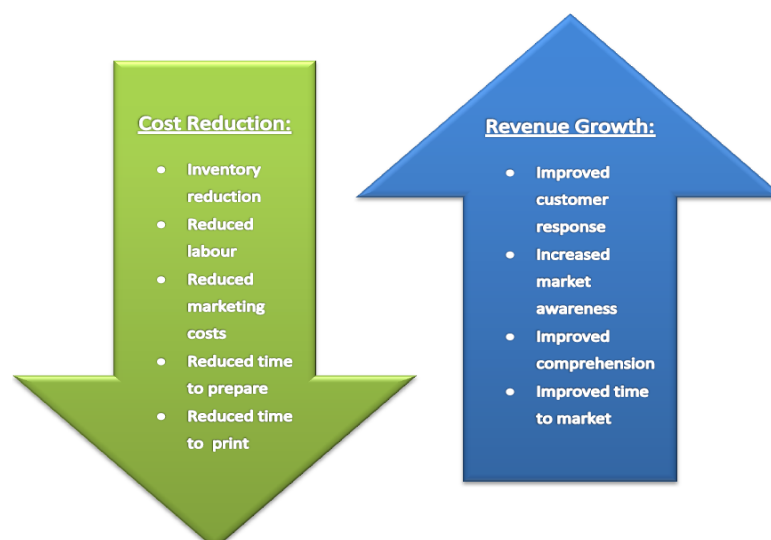 Cost Reduction:
• Inventory
reduction
• Reduced
labour
• Reduced
marketing
costs
• Reduced time
to prepare
• Reduced time
to print
Revenue Growth:
• Improved
customer
response
• Increased
market
awareness
• Improved
comprehension
• Improved time
to market